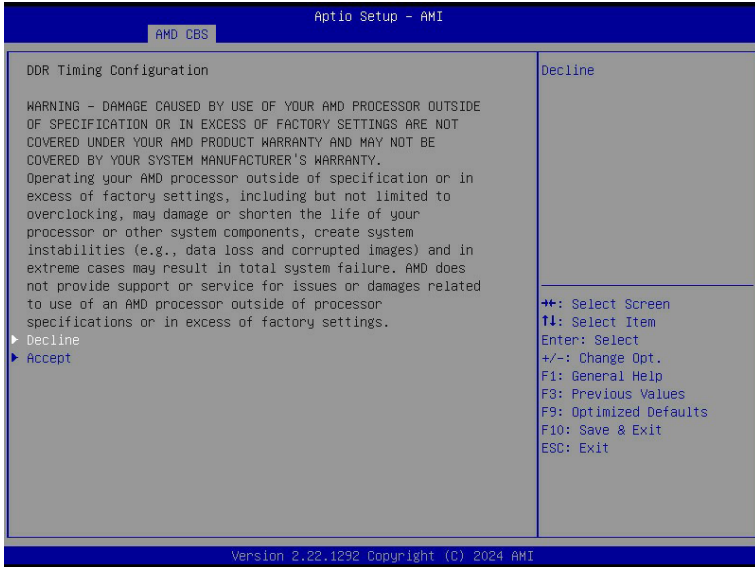 Aptio Setup – AMI
AMD CBS
DDR Timing Configuration
WARNING – DAMAGE CAUSED BY USE OF YOUR AMD PROCESSOR OUTSIDE
OF SPECIFICATION OR IN EXCESS OF FACTORY SETTINGS ARE NOT
COVERED UNDER YOUR AMD PRODUCT WARRANTY AND MAY NOT BE
COVERED BY YOUR SYSTEM MANUFACTURER'S WARRANTY.
Operating your AMD processor outside of specification or in
excess of factory settings, including but not limited to
overclocking, may damage or shorten the life of your
processor or other system components, create system
instabilities (e.g., data loss and corrupted images) and in
extreme cases may result in total system failure. AMD does
not provide support or service for issues or damages related
to use of an AMD processor outside of processor
specifications or in excess of factory settings.
Decline
Accept
Decline
→←: Select Screen
↑↓: Select Item
Enter: Select
+/-: Change Opt.
F1: General Help
F3: Previous Values
F9: Optimized Defaults
F10: Save & Exit
ESC: Exit
Version 2.22.1292 Copyright (C) 2024 AMI